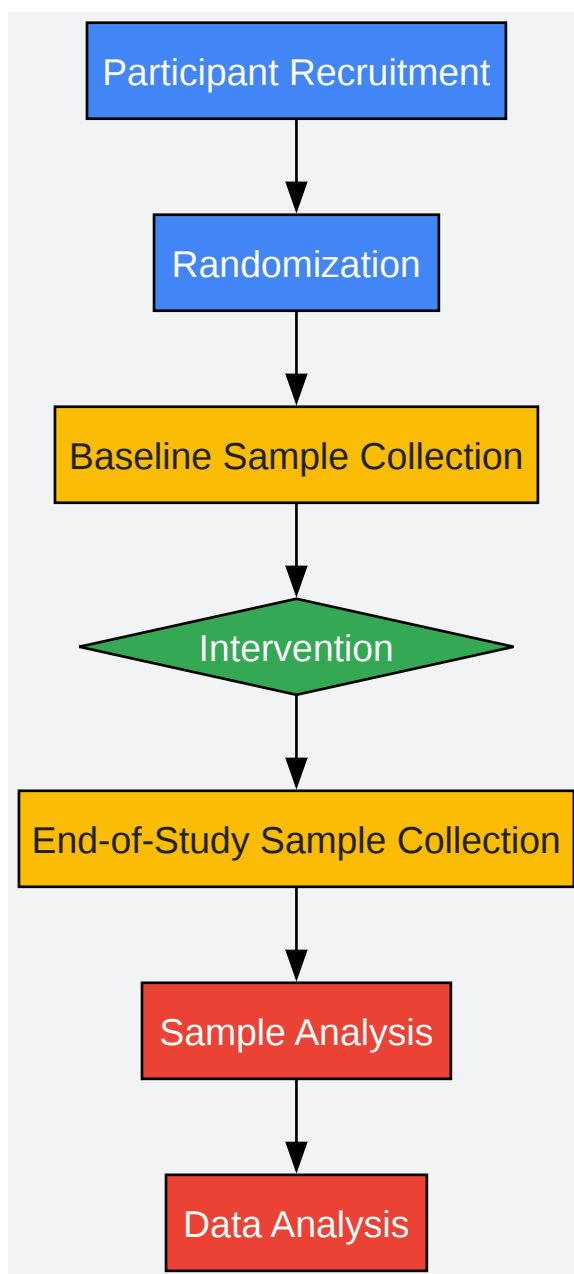 Participant Recruitment
Randomization
Baseline Sample Collection
Intervention
End-of-Study Sample Collection
Sample Analysis
Data Analysis